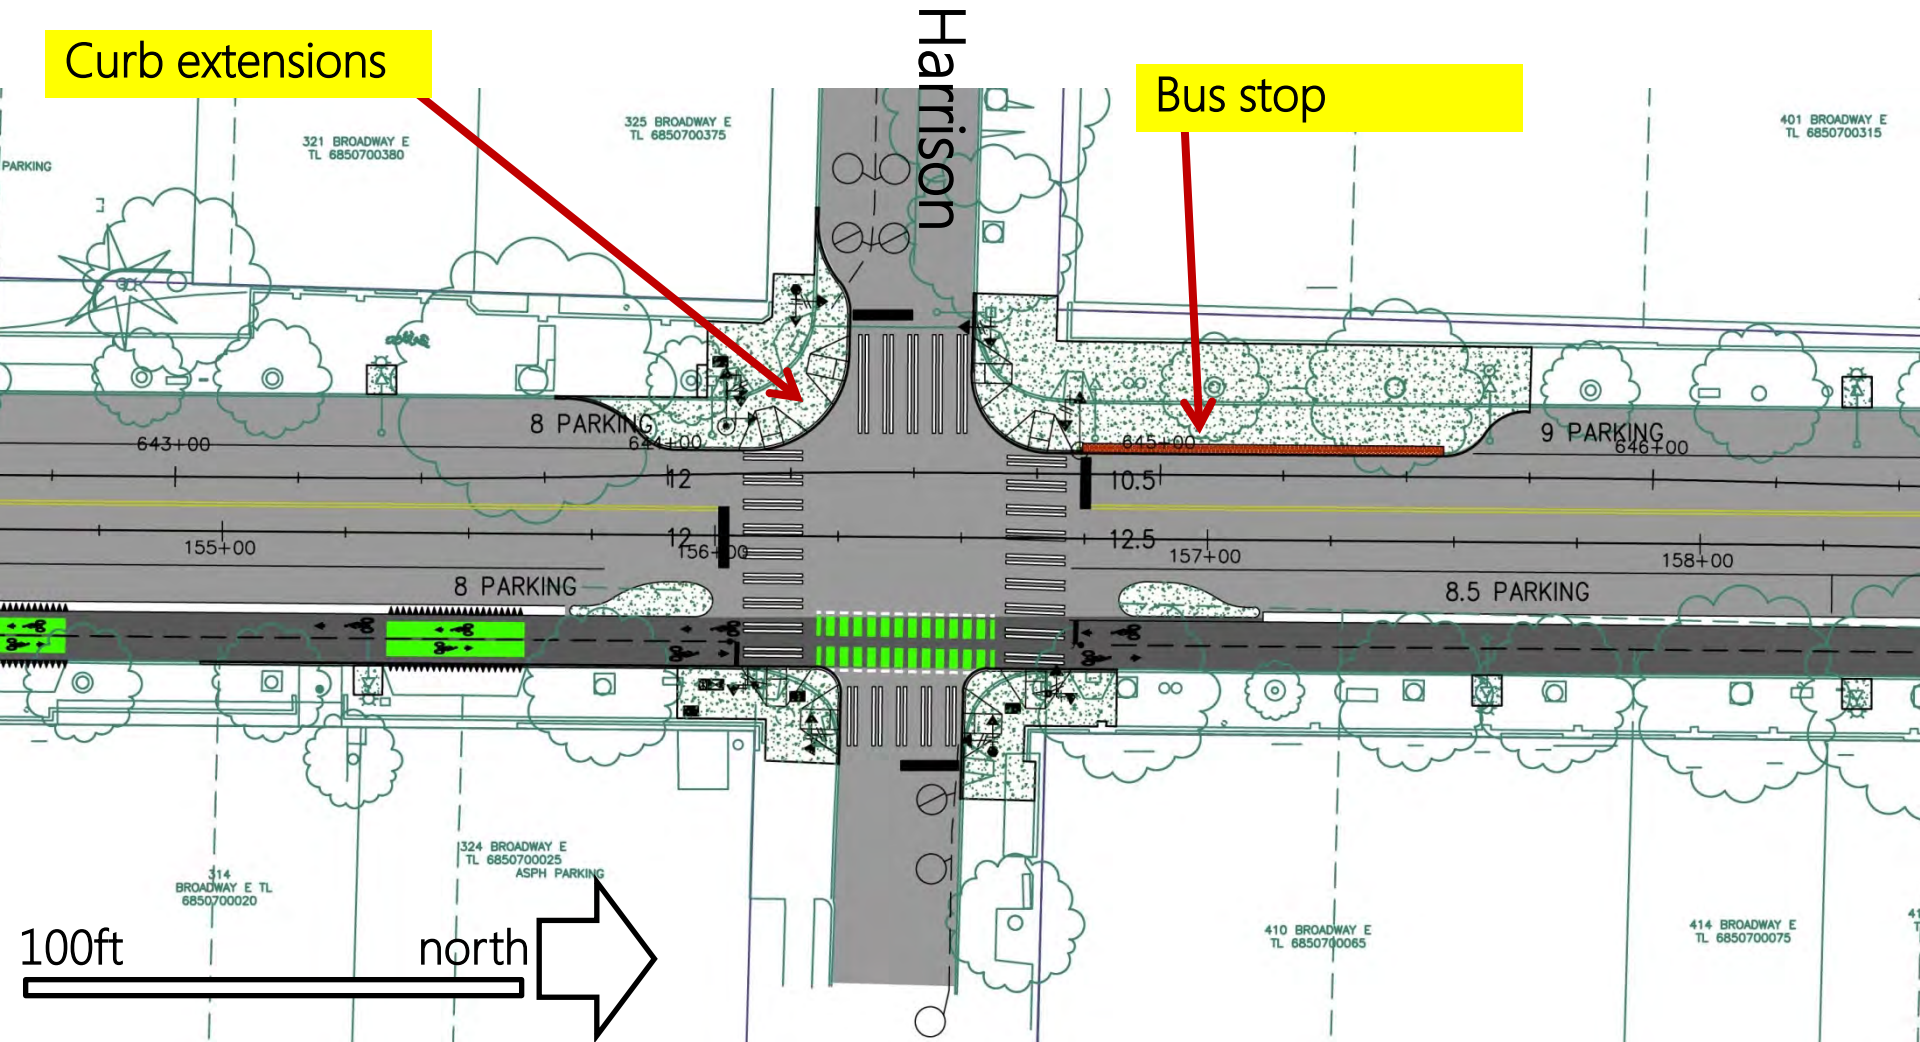 Harrison
Curb extensions
Bus stop
321 BROADWAY E
TL 6850700380
325 BROADWAY E
TL 6850700375
401 BROADWAY E
TL 6850700315
PARKING
8 PARKING
643+00
644+00
645+00
9 PARKING
646+00
12
10.5
12
12.5
155+00
156+00
157+00
158+00
8 PARKING
8.5 PARKING
324 BROADWAY E
TL 6850700025
ASPH PARKING
314
BROADWAY E TL
6850700020
410 BROADWAY E
TL 6850700065
414 BROADWAY E
TL 6850700075
100ft
north